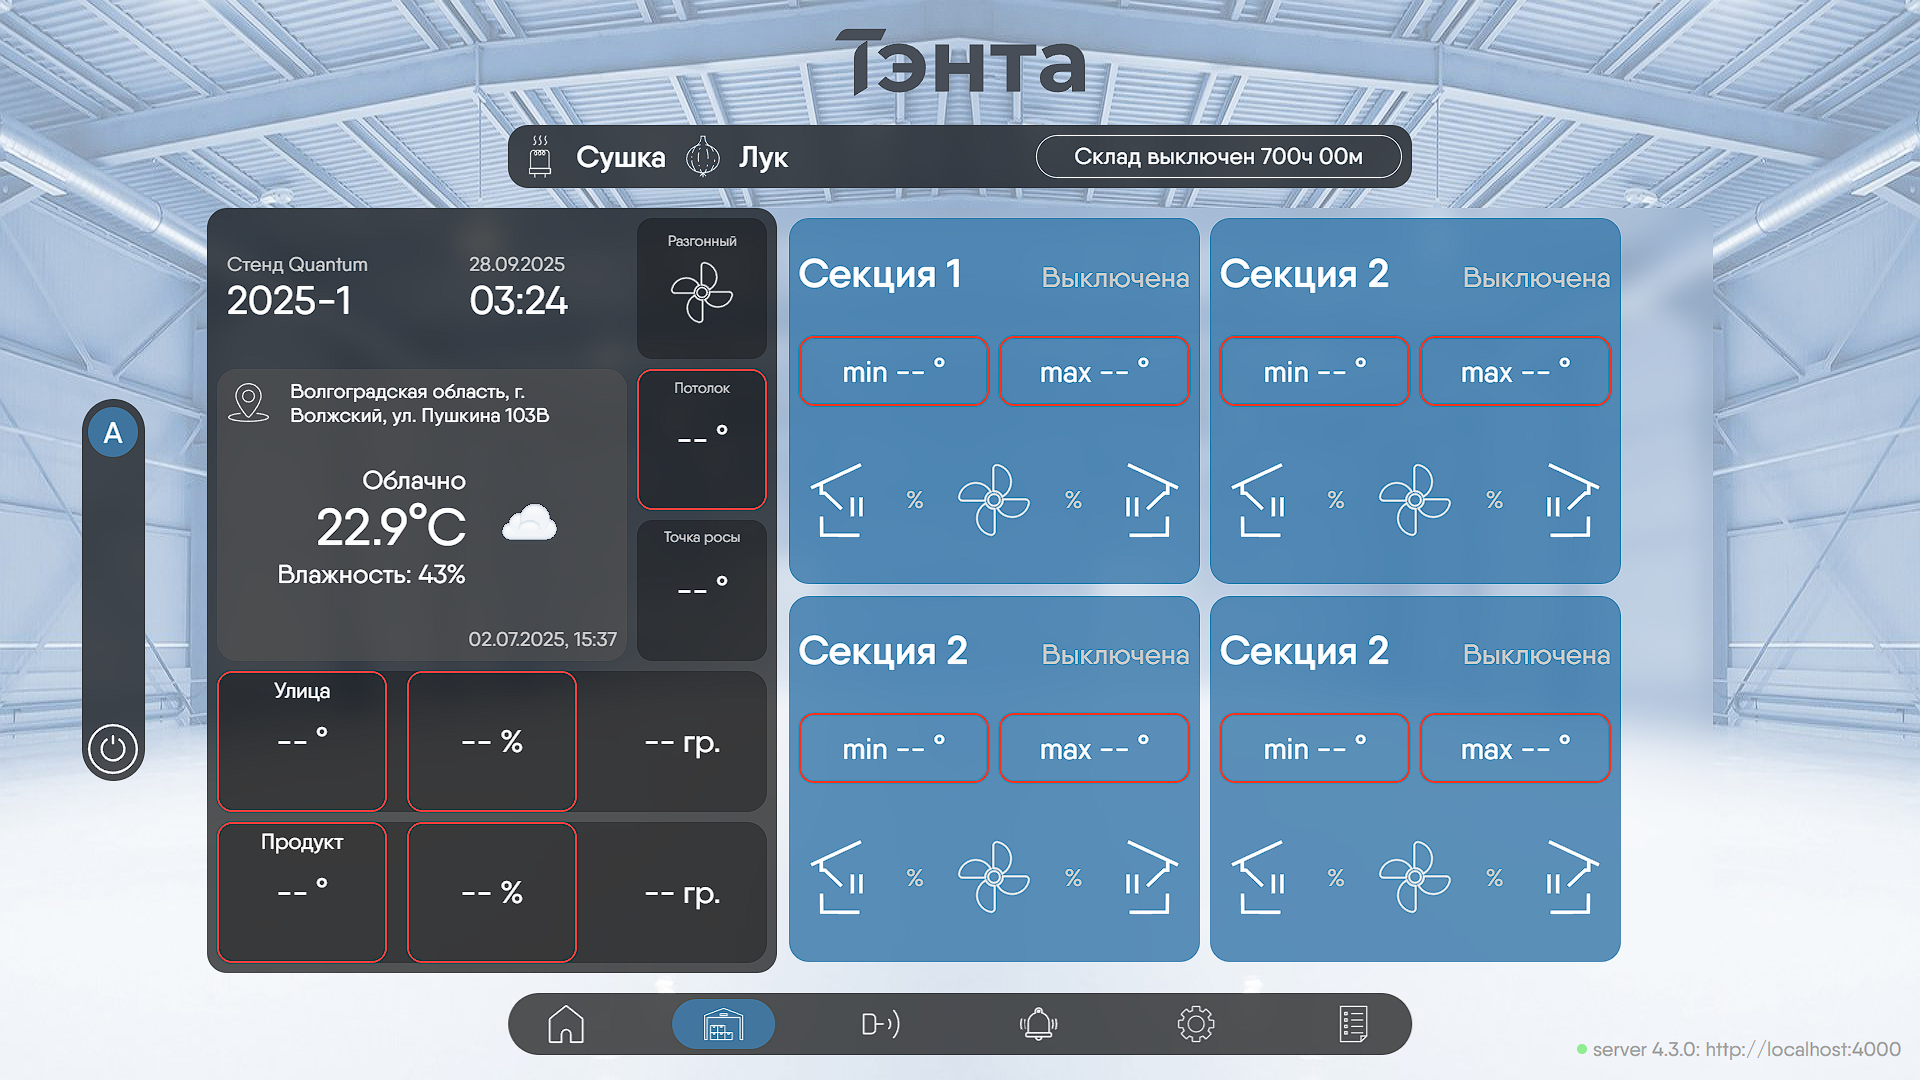 Тэнта
Сушка
Лук
Склад выключен 700ч 00м
Стенд Quantum
2025-1
28.09.2025
03:24
Разгонный
Волгоградская область, г.
Волжский, ул. Пушкина 103В
Облачно
22.9°C
Влажность: 43%
02.07.2025, 15:37
Потолок
-- °
Точка росы
-- °
Улица
-- °
-- %
-- гр.
Продукт
-- °
-- %
-- гр.
Секция 1
Выключена
min -- °
max -- °
%
%
Секция 2
Выключена
min -- °
max -- °
%
%
Секция 2
Выключена
min -- °
max -- °
%
%
Секция 2
Выключена
min -- °
max -- °
%
%
A
server 4.3.0: http://localhost:4000